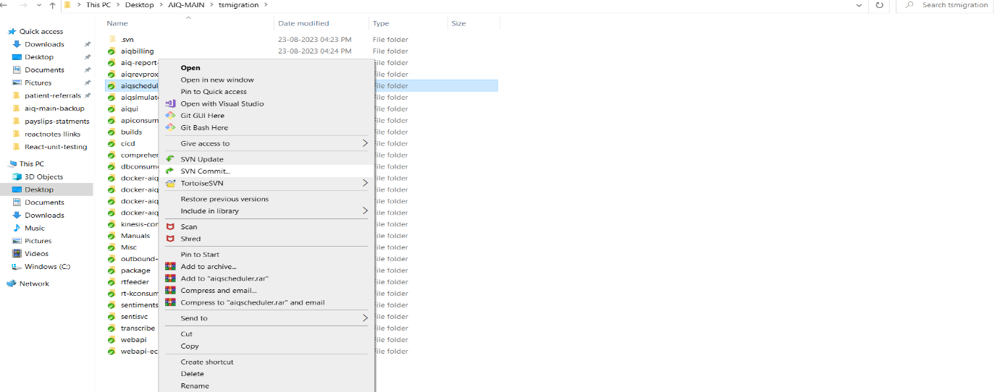 This PC > Desktop > AIQ-MAIN > tsmigration >
Search tsmigration
Name Date modified Type Size
Quick access
Downloads
Desktop
Documents
Pictures
patient-referrals
aiq-main-backup
payslips-statments
reactnotes llinks
React-unit-testing
This PC
3D Objects
Desktop
Documents
Downloads
Music
Pictures
Videos
Windows (C:)
Network
.svn 23-08-2023 04:23 PM File folder
aiqbilling 23-08-2023 04:24 PM File folder
aiq-report- File folder
aiqrevprox File folder
aiqschedul File folder
aiqsimulat File folder
aiqui File folder
apiconsum File folder
builds File folder
cicd File folder
comprehen File folder
dbconsume File folder
docker-aiq File folder
docker-aiq File folder
docker-aiq File folder
docker-aiq File folder
kinesis-con File folder
Manuals File folder
Misc File folder
outbound- File folder
package File folder
rtfeeder File folder
rt-kconsum File folder
sentiments File folder
sentisvc File folder
transcribe File folder
webapi File folder
webapi-ec File folder
Open
Open in new window
Pin to Quick access
Open with Visual Studio
Git GUI Here
Git Bash Here
Give access to
SVN Update
SVN Commit...
TortoiseSVN
Restore previous versions
Include in library
Scan
Shred
Pin to Start
Add to archive...
Add to "aiqscheduler.rar"
Compress and email...
Compress to "aiqscheduler.rar" and email
Send to
Cut
Copy
Create shortcut
Delete
Rename